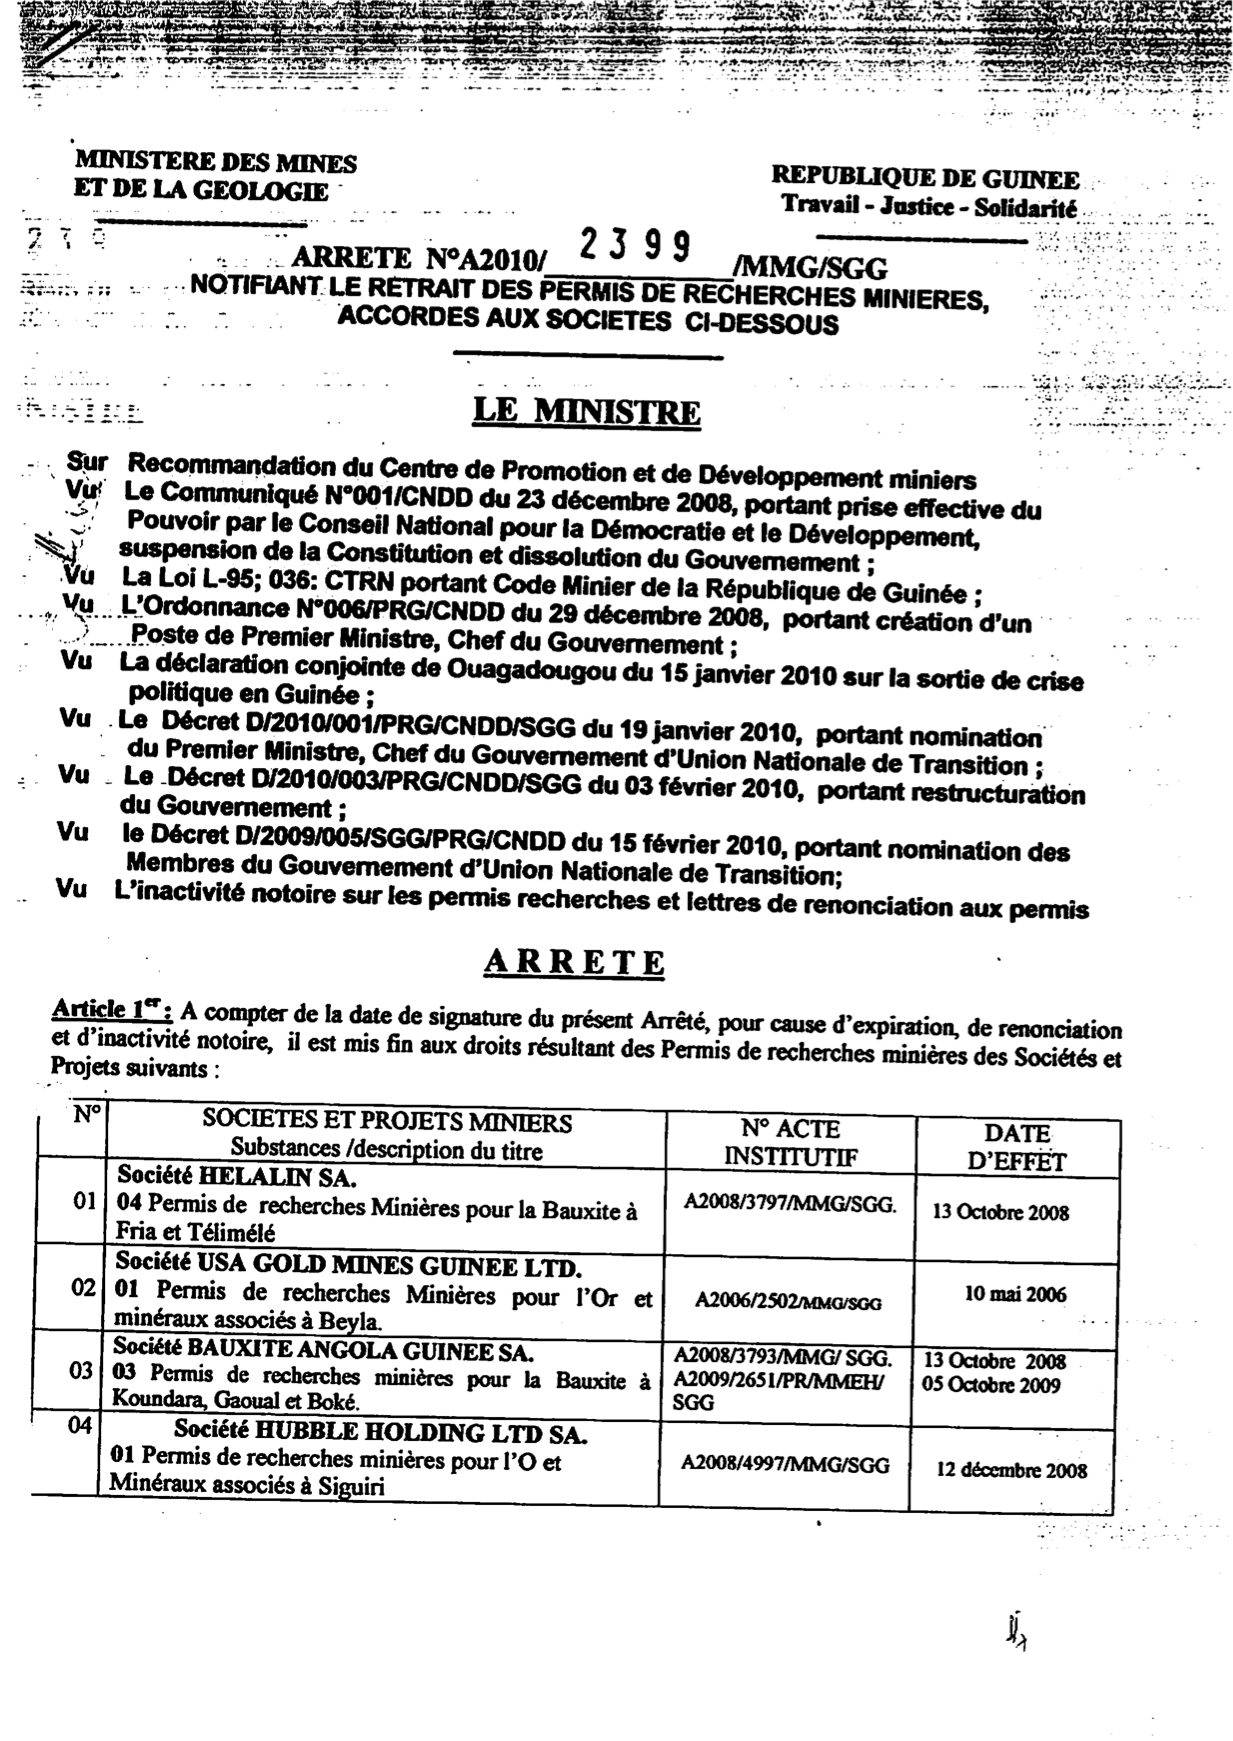 MINISTERE DES MINES
ET DE LA GEOLOGIE
REPUBLIQUE DE GUINEE
Travail - Justice - Solidarité
ARRETE N°A2010/ 2399 /MMG/SGG
NOTIFIANT LE RETRAIT DES PERMIS DE RECHERCHES MINIERES,
ACCORDES AUX SOCIETES CI-DESSOUS
LE MINISTRE
Sur Recommandation du Centre de Promotion et de Développement miniers
Vu Le Communiqué N°001/CNDD du 23 décembre 2008, portant prise effective du
Pouvoir par le Conseil National pour la Démocratie et le Développement,
suspension de la Constitution et dissolution du Gouvernement ;
Vu La Loi L-95; 036: CTRN portant Code Minier de la République de Guinée ;
Vu L'Ordonnance N°006/PRG/CNDD du 29 décembre 2008, portant création d'un
Poste de Premier Ministre, Chef du Gouvernement ;
Vu La déclaration conjointe de Ouagadougou du 15 janvier 2010 sur la sortie de crise
politique en Guinée ;
Vu Le Décret D/2010/001/PRG/CNDD/SGG du 19 janvier 2010, portant nomination
du Premier Ministre, Chef du Gouvernement d'Union Nationale de Transition ;
Vu Le Décret D/2010/003/PRG/CNDD/SGG du 03 février 2010, portant restructuration
du Gouvernement ;
Vu le Décret D/2009/005/SGG/PRG/CNDD du 15 février 2010, portant nomination des
Membres du Gouvernement d'Union Nationale de Transition;
Vu L'inactivité notoire sur les permis recherches et lettres de renonciation aux permis
ARRETE
Article 1er : A compter de la date de signature du présent Arrêté, pour cause d'expiration, de renonciation
et d'inactivité notoire, il est mis fin aux droits résultant des Permis de recherches minières des Sociétés et
Projets suivants :
N° SOCIETES ET PROJETS MINIERS N° ACTE DATE
Substances /description du titre INSTITUTIF D'EFFET
Société HELALIN SA.
01 04 Permis de recherches Minières pour la Bauxite à A2008/3797/MMG/SGG. 13 Octobre 2008
Fria et Télimélé
Société USA GOLD MINES GUINEE LTD.
02 01 Permis de recherches Minières pour l'Or et A2006/2502/MMG/SGG 10 mai 2006
minéraux associés à Beyla.
Société BAUXITE ANGOLA GUINEE SA. A2008/3793/MMG/ SGG. 13 Octobre 2008
03 03 Permis de recherches minières pour la Bauxite à A2009/2651/PR/MMEH/ 05 Octobre 2009
Koundara, Gaoual et Boké. SGG
04 Société HUBBLE HOLDING LTD SA.
01 Permis de recherches minières pour l'O et A2008/4997/MMG/SGG 12 décembre 2008
Minéraux associés à Siguiri